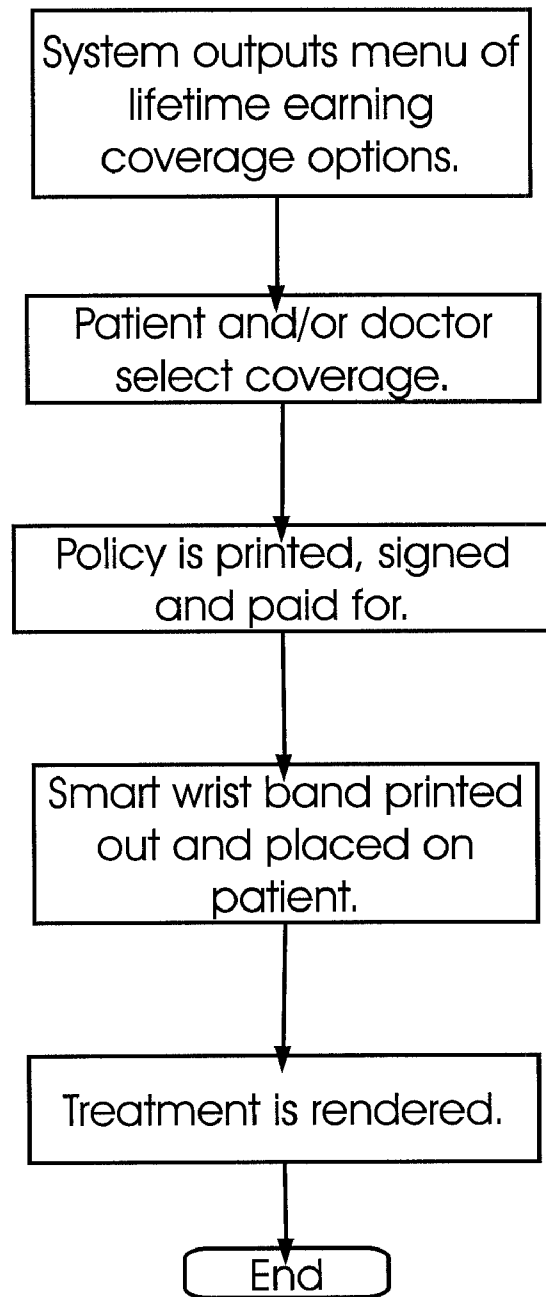 System outputs menu of
lifetime earning
coverage options.
Patient and/or doctor
select coverage.
Policy is printed, signed
and paid for.
Smart wrist band printed
out and placed on
patient.
Treatment is rendered.
End